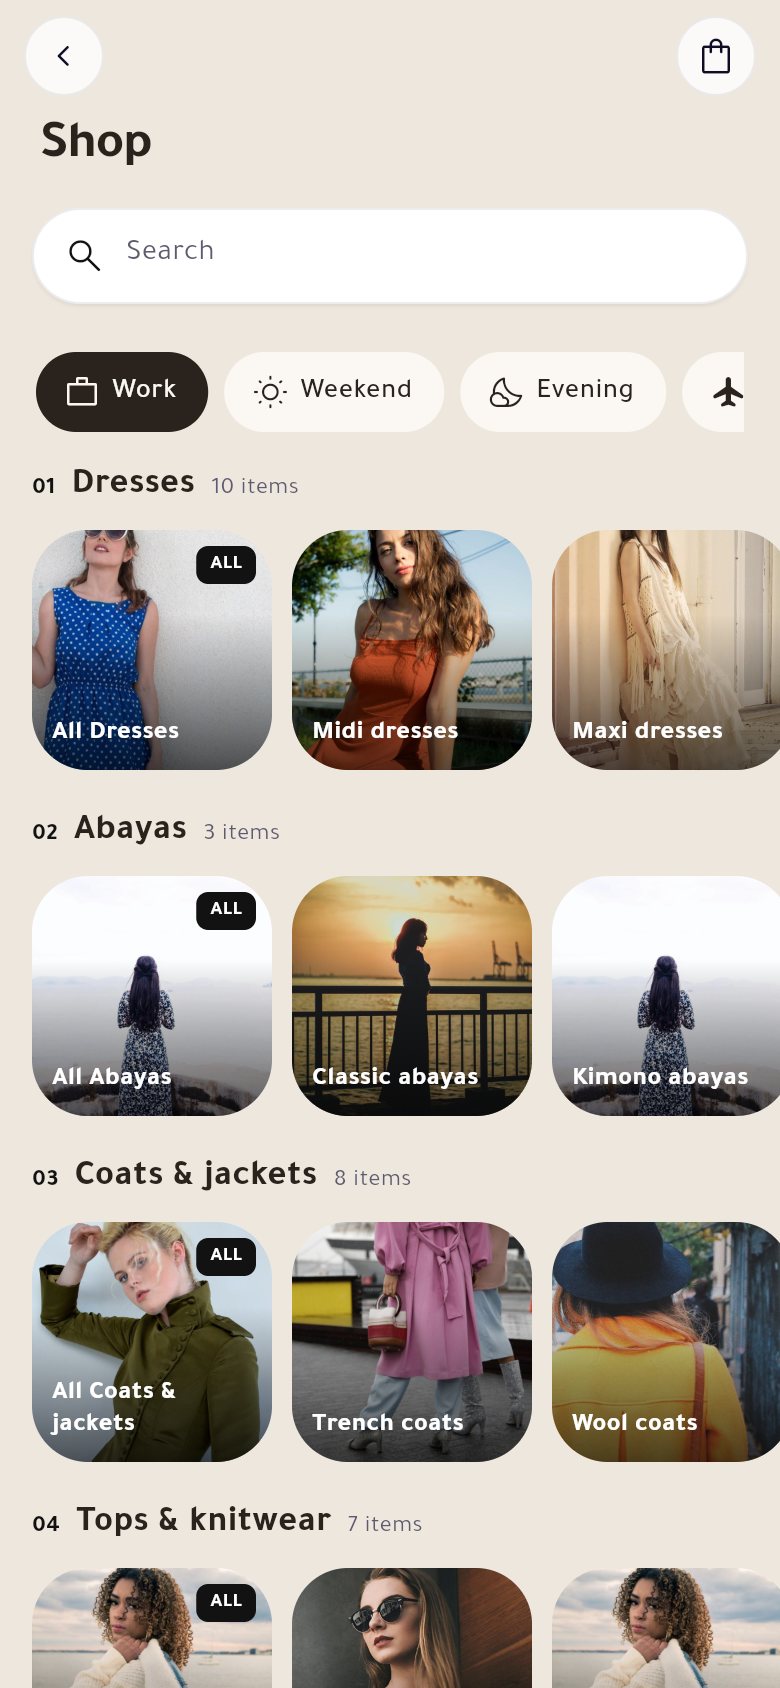 Shop
Search
Work Weekend Evening
01 Dresses 10 items
ALL
All Dresses Midi dresses Maxi dresses
02 Abayas 3 items
ALL
All Abayas Classic abayas Kimono abayas
03 Coats & jackets 8 items
ALL
All Coats &
jackets Trench coats Wool coats
04 Tops & knitwear 7 items
ALL